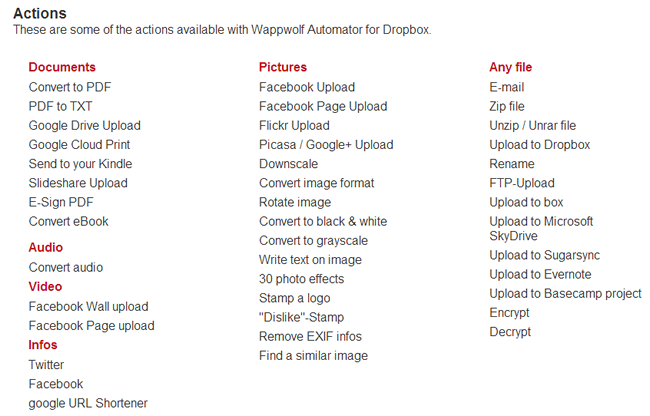 Actions
These are some of the actions available with Wappwolf Automator for Dropbox.
Documents
Convert to PDF
PDF to TXT
Google Drive Upload
Google Cloud Print
Send to your Kindle
Slideshare Upload
E-Sign PDF
Convert eBook
Audio
Convert audio
Video
Facebook Wall upload
Facebook Page upload
Infos
Twitter
Facebook
google URL Shortener
Pictures
Facebook Upload
Facebook Page Upload
Flickr Upload
Picasa / Google+ Upload
Downscale
Convert image format
Rotate image
Convert to black & white
Convert to grayscale
Write text on image
30 photo effects
Stamp a logo
"Dislike"-Stamp
Remove EXIF infos
Find a similar image
Any file
E-mail
Zip file
Unzip / Unrar file
Upload to Dropbox
Rename
FTP-Upload
Upload to box
Upload to Microsoft
SkyDrive
Upload to Sugarsync
Upload to Evernote
Upload to Basecamp project
Encrypt
Decrypt